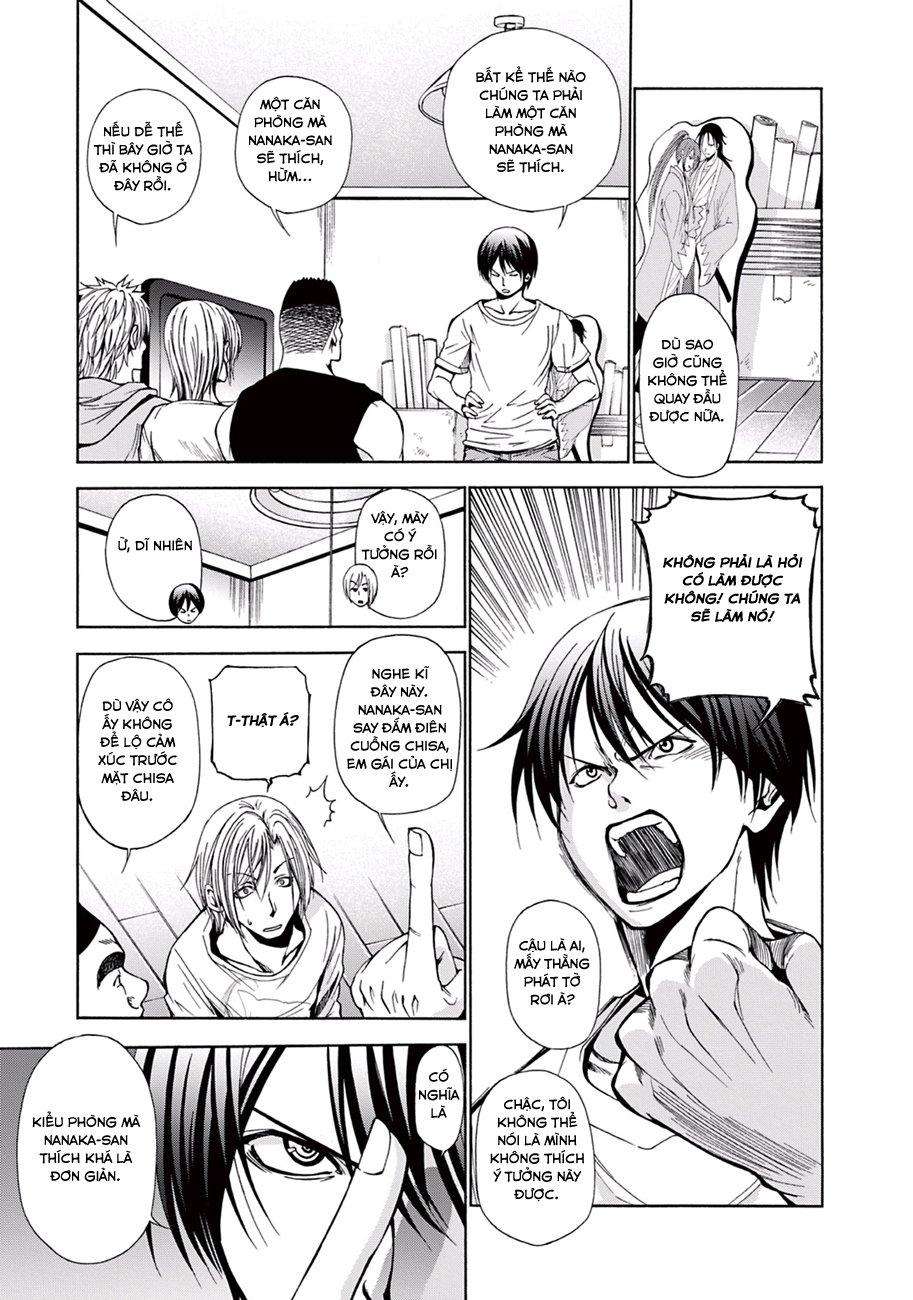 DÙ SAO
GIỜ CŨNG
KHÔNG THỂ
QUAY ĐẦU
ĐƯỢC NỮA.
BẤT KỂ THẾ NÀO
CHÚNG TA PHẢI
LÀM MỘT CĂN
PHÒNG MÀ
NANAKA-SAN
SẼ THÍCH.
MỘT CĂN
PHÒNG MÀ
NANAKA-SAN
SẼ THÍCH,
HỪM...
NẾU DỄ THẾ
THÌ BÂY GIỜ TA
ĐÃ KHÔNG Ở
ĐÂY RỒI.
KHÔNG PHẢI LÀ HỎI
CÓ LÀM ĐƯỢC
KHÔNG! CHÚNG TA
SẼ LÀM NÓ!
CẬU LÀ AI,
MẤY THẰNG
PHÁT TỜ
RƠI À?
CHẬC, TÔI
KHÔNG THỂ
NÓI LÀ MÌNH
KHÔNG THÍCH
Ý TƯỞNG NÀY
ĐƯỢC.
VẬY, MÀY
CÓ Ý
TƯỞNG RỒI
À?
Ừ, DĨ NHIÊN
NGHE KĨ
ĐÂY NÀY.
NANAKA-SAN
SAY ĐẮM ĐIÊN
CUỒNG CHISA,
EM GÁI CỦA CHỊ
ẤY.
T-THẬT Á?
DÙ VẬY CÔ
ẤY KHÔNG
ĐỂ LỘ CẢM
XÚC TRƯỚC
MẶT CHISA
ĐÂU.
CÓ
NGHĨA
LÀ
KIỂU PHÒNG MÀ
NANAKA-SAN
THÍCH KHÁ LÀ
ĐƠN GIẢN.